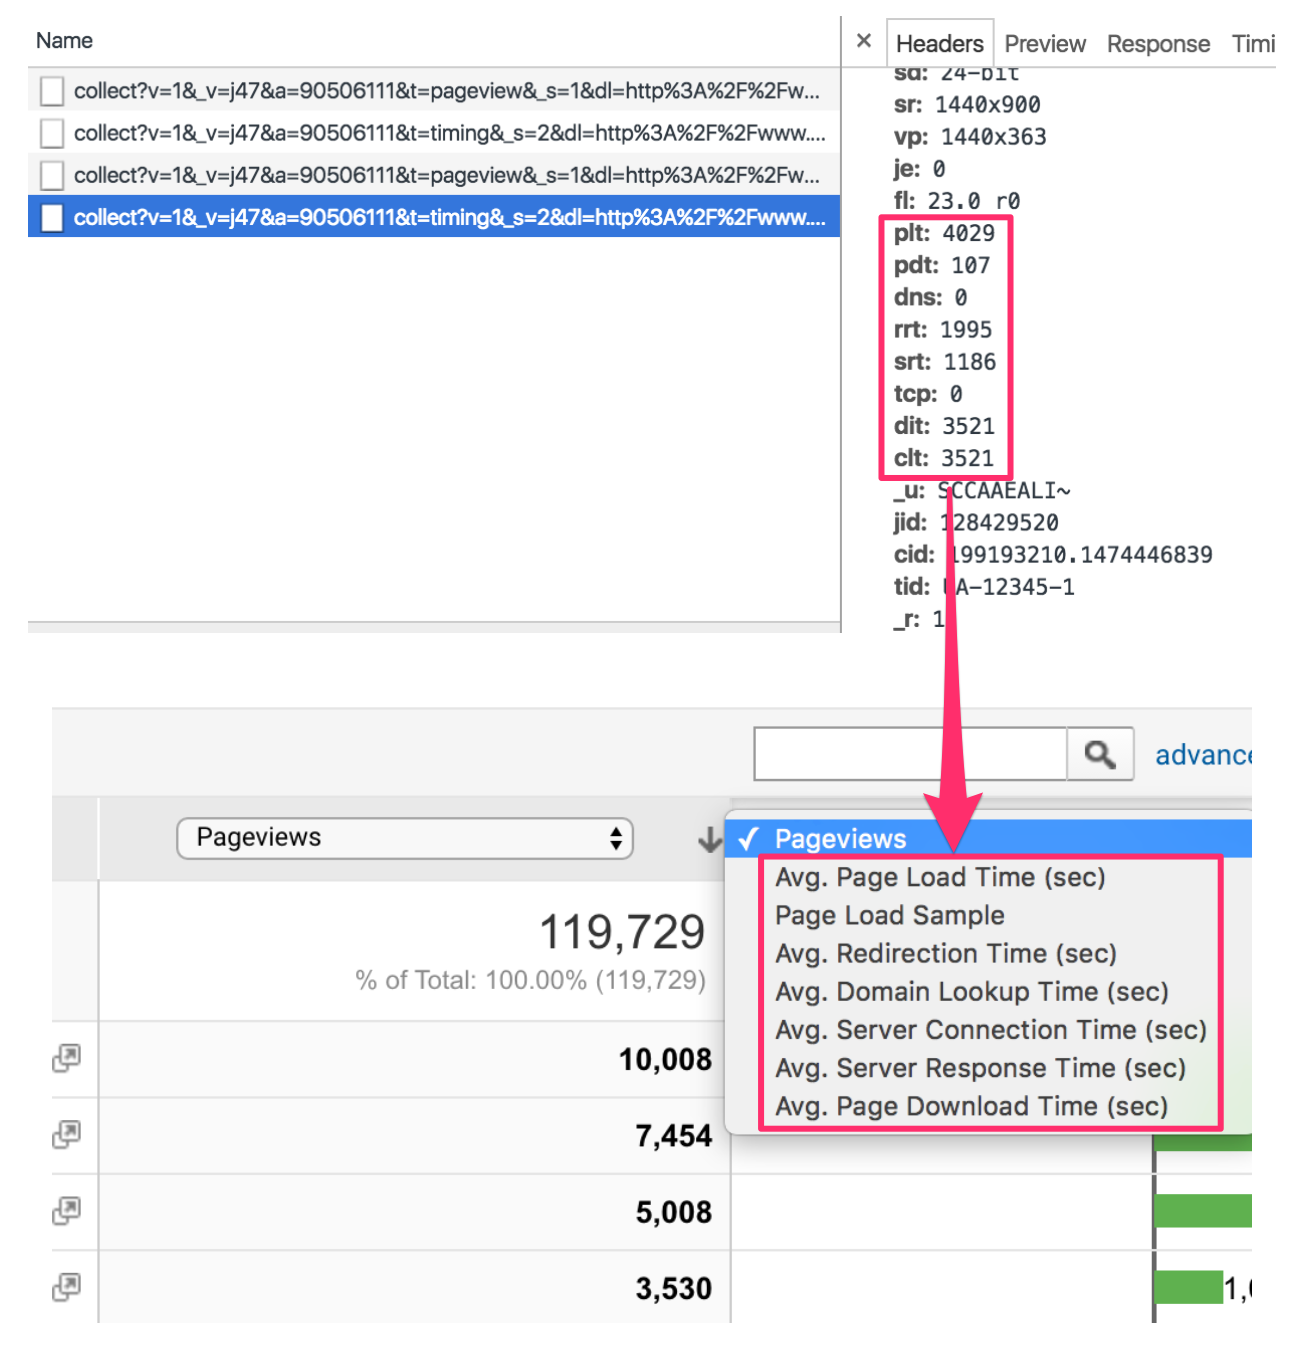 Name
× Headers Preview Response Timi
collect?v=1&_v=j47&a=90506111&t=pageview&_s=1&dl=http%3A%2F%2Fw...
collect?v=1&_v=j47&a=90506111&t=timing&_s=2&dl=http%3A%2F%2Fwww....
collect?v=1&_v=j47&a=90506111&t=pageview&_s=1&dl=http%3A%2F%2Fw...
collect?v=1&_v=j47&a=90506111&t=timing&_s=2&dl=http%3A%2F%2Fwww....
sd: 24-bit
sr: 1440x900
vp: 1440x363
je: 0
fl: 23.0 r0
plt: 4029
pdt: 107
dns: 0
rrt: 1995
srt: 1186
tcp: 0
dit: 3521
clt: 3521
_u: SCCAAEALI~
jid: 128429520
cid: 199193210.1474446839
tid: UA-12345-1
_r: 1
advance
Pageviews
✓ Pageviews
Avg. Page Load Time (sec)
Page Load Sample
Avg. Redirection Time (sec)
Avg. Domain Lookup Time (sec)
Avg. Server Connection Time (sec)
Avg. Server Response Time (sec)
Avg. Page Download Time (sec)
119,729
% of Total: 100.00% (119,729)
10,008
7,454
5,008
3,530